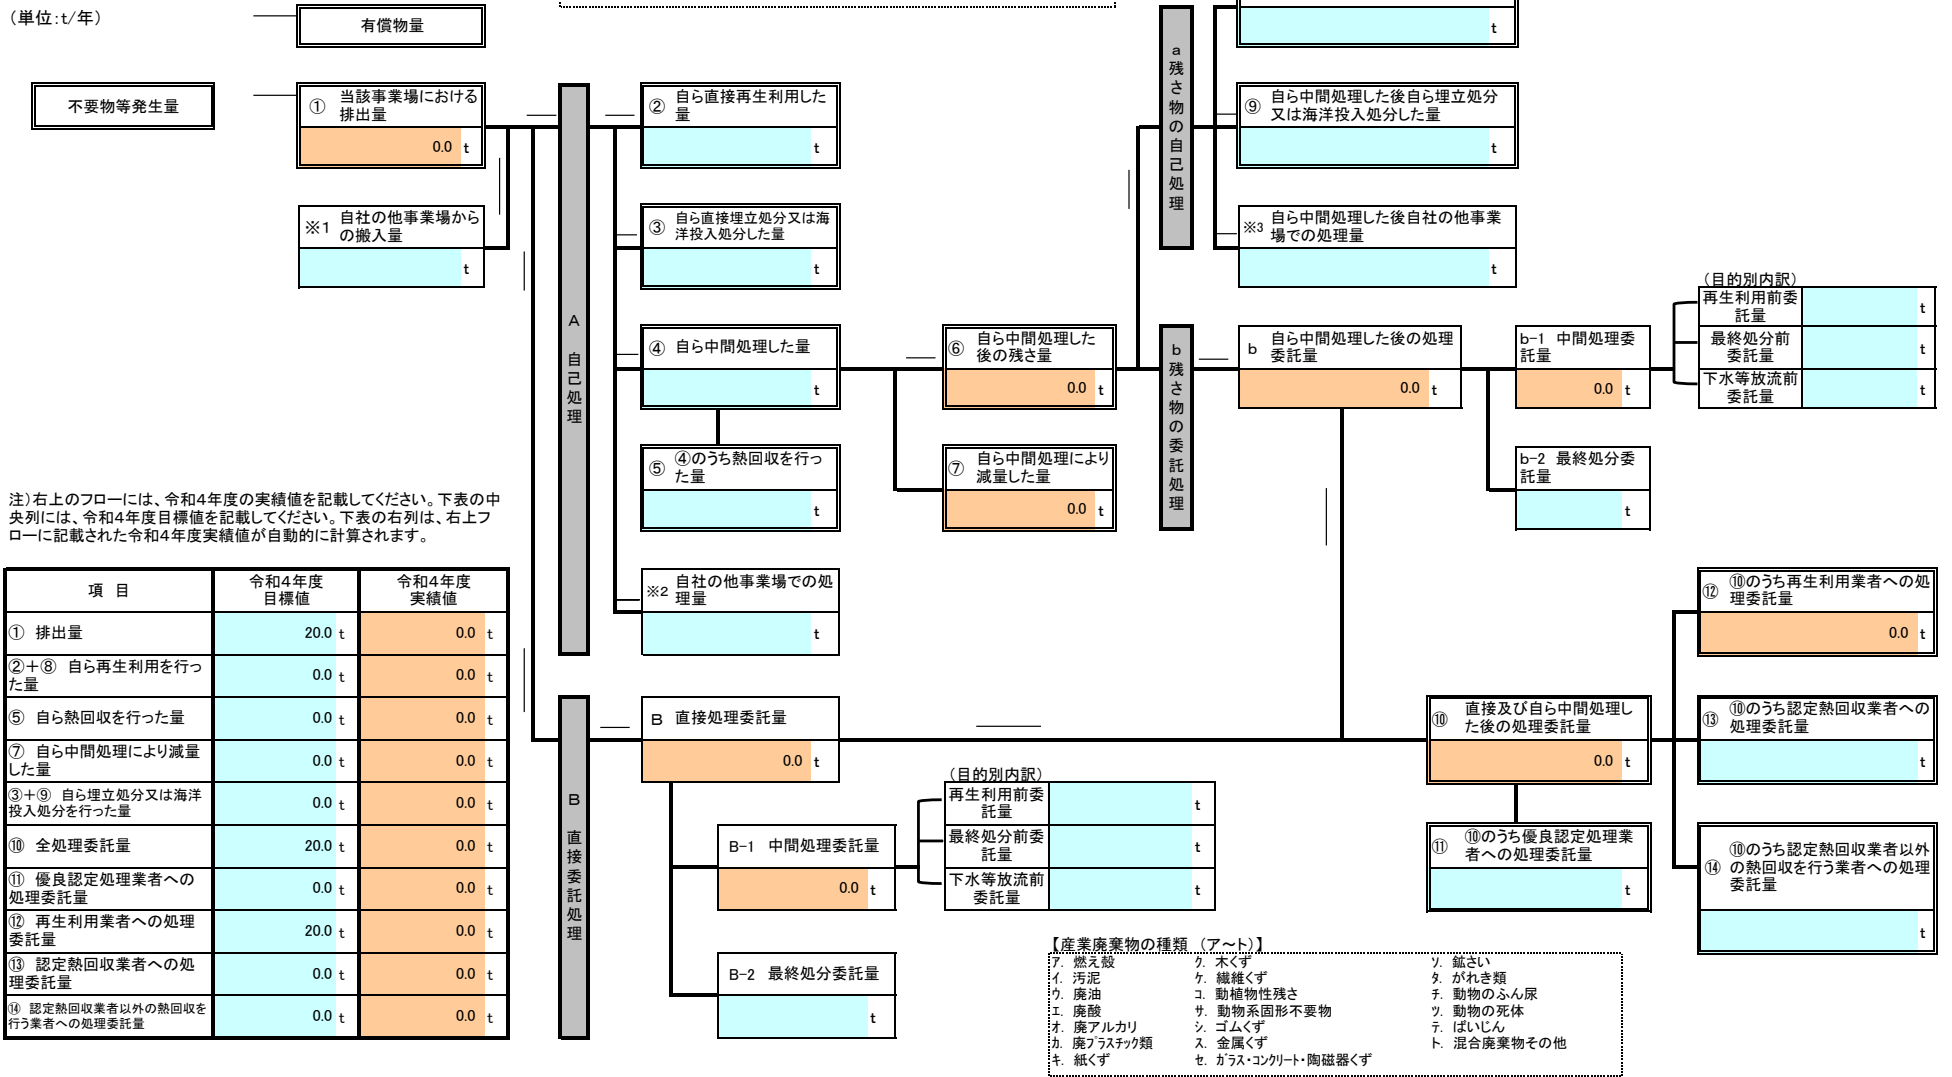 （単位：t/年）
有償物量
t
不要物等発生量
①
当該事業場における
排出量
0.0 t
※1
自社の他事業場から
の搬入量
t
A 自己処理
②
自ら直接再生利用した
量
t
③
自ら直接埋立処分又は海
洋投入処分した量
t
④ 自ら中間処理した量
t
⑤
④のうち熱回収を行っ
た量
t
※2
自社の他事業場での処
理量
t
⑥
自ら中間処理した
後の残さ量
0.0 t
⑦
自ら中間処理により
減量した量
0.0 t
a 残さ物の自己処理
⑨
自ら中間処理した後自ら埋立処分
又は海洋投入処分した量
t
※3
自ら中間処理した後自社の他事業
場での処理量
t
b 残さ物の委託処理
b
自ら中間処理した後の処理
委託量
0.0 t
b-1 中間処理委
託量
0.0 t
b-2 最終処分委
託量
t
（目的別内訳）
再生利用前委
託量
t
最終処分前
委託量
t
下水等放流前
委託量
t
注）右上のフローには、令和4年度の実績値を記載してください。下表の中
央列には、令和4年度目標値を記載してください。下表の右列は、右上フ
ローに記載された令和4年度実績値が自動的に計算されます。
項 目
令和4年度
目標値
令和4年度
実績値
① 排出量 20.0 t 0.0 t
②＋⑧ 自ら再生利用を行っ
た量
0.0 t 0.0 t
⑤ 自ら熱回収を行った量 0.0 t 0.0 t
⑦ 自ら中間処理により減量
した量
0.0 t 0.0 t
③＋⑨ 自ら埋立処分又は海洋
投入処分を行った量
0.0 t 0.0 t
⑩ 全処理委託量 20.0 t 0.0 t
⑪ 優良認定処理業者への
処理委託量
0.0 t 0.0 t
⑫ 再生利用業者への処理
委託量
20.0 t 0.0 t
⑬ 認定熱回収業者への処
理委託量
0.0 t 0.0 t
⑭ 認定熱回収業者以外の熱回収を
行う業者への処理委託量
0.0 t 0.0 t
B 直接委託処理
B 直接処理委託量
0.0 t
B-1 中間処理委託量
0.0 t
B-2 最終処分委託量
t
（目的別内訳）
再生利用前委
託量
t
最終処分前委
託量
t
下水等放流前
委託量
t
⑩
直接及び自ら中間処理し
た後の処理委託量
0.0 t
⑪
⑩のうち優良認定処理業
者への処理委託量
t
⑫
⑩のうち再生利用業者への処
理委託量
0.0 t
⑬
⑩のうち認定熱回収業者への
処理委託量
t
⑭
⑩のうち認定熱回収業者以外
の熱回収を行う業者への処理
委託量
t
【産業廃棄物の種類 （ア～ト）】
ア. 燃え殻
イ. 汚泥
ウ. 廃油
エ. 廃酸
オ. 廃アルカリ
カ. 廃プラスチック類
キ. 紙くず
ク. 木くず
ケ. 繊維くず
コ. 動植物性残さ
サ. 動物系固形不要物
シ. ゴムくず
ス. 金属くず
セ. ガラス・コンクリート・陶磁器くず
ソ. 鉱さい
タ. がれき類
チ. 動物のふん尿
ツ. 動物の死体
テ. ばいじん
ト. 混合廃棄物その他